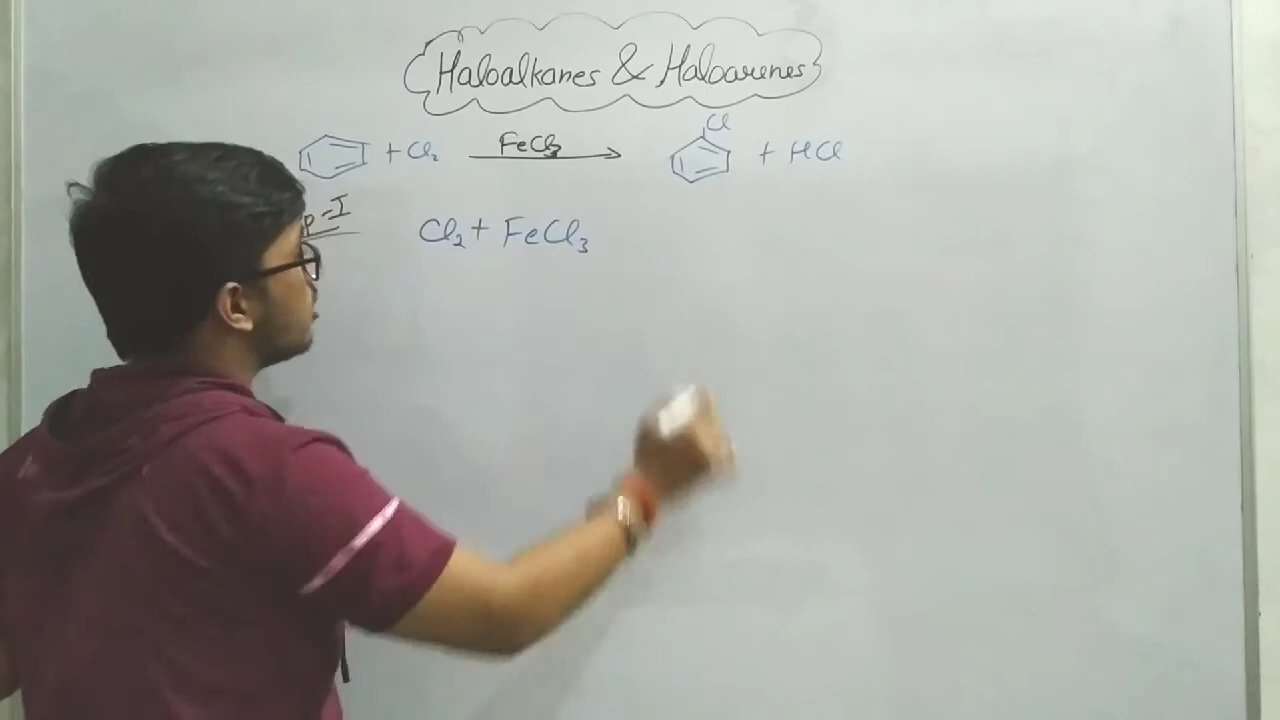 Haloalkanes & Haloarenes
+ Cl₂ FeCl₃ Cl + HCl
p-I Cl₂ + FeCl₃